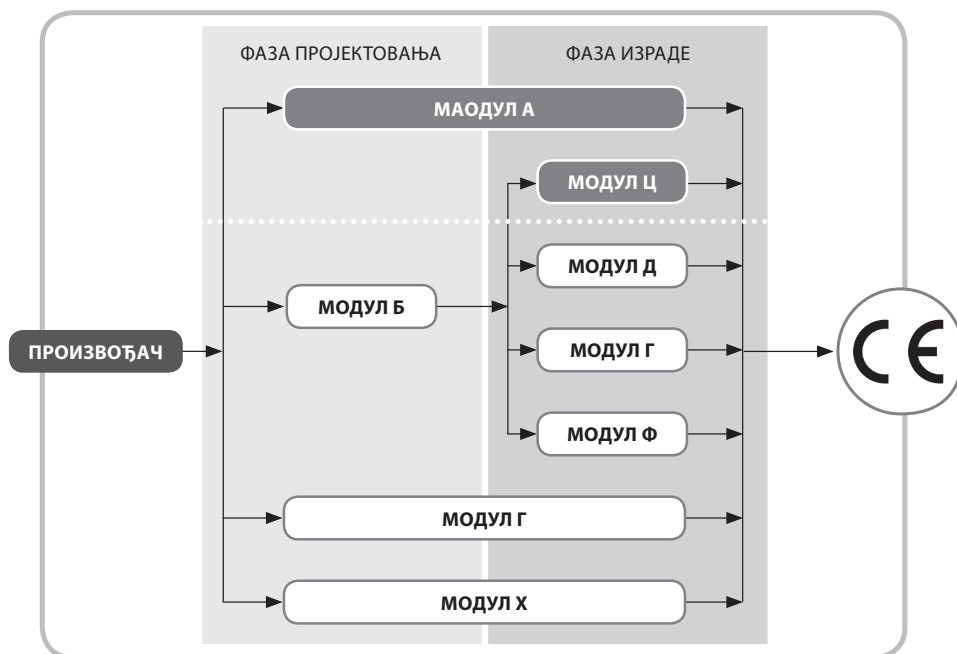 ФАЗА ПРОЈЕКТОВАЊА
ФАЗА ИЗРАДЕ
МАОДУЛ А
МОДУЛ Ц
МОДУЛ Д
МОДУЛ Б
ПРОИЗВОЂАЧ
МОДУЛ Г
CE
МОДУЛ Ф
МОДУЛ Г
МОДУЛ Х